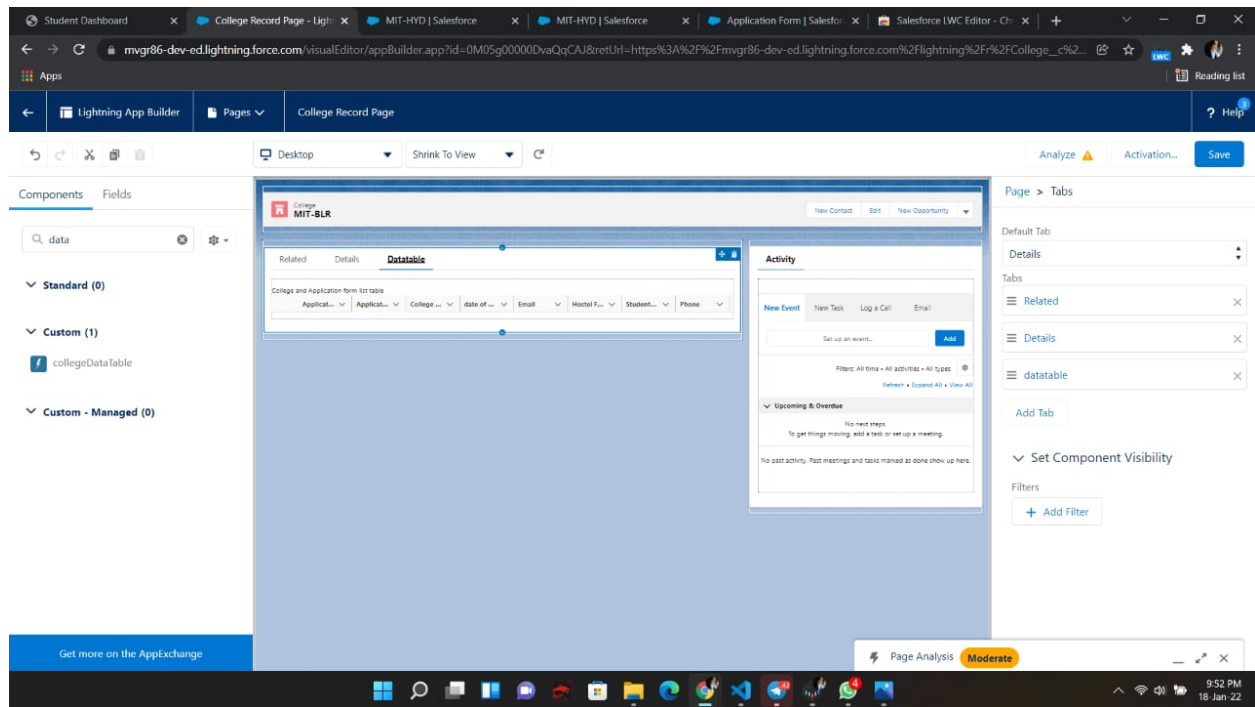 Student Dashboard
College Record Page - Ligh
MIT-HYD | Salesforce
MIT-HYD | Salesforce
Application Form | Salesfor
Salesforce LWC Editor - Ch
mvgr86-dev-ed.lightning.force.com/visualEditor/appBuilder.app?id=0M05g00000DvaQqCAJ&retUrl=https%3A%2F%2Fmvgr86-dev-ed.lightning.force.com%2Flightning%2Fr%2FCollege__c%2...
LWC
Apps
Reading list
Lightning App Builder
Pages
College Record Page
? Help
3
Desktop
Shrink To View
Analyze
Activation...
Save
Components
Fields
data
Standard (0)
Custom (1)
collegeDataTable
Custom - Managed (0)
Get more on the AppExchange
College
MIT-BLR
New Contact
Edit
New Opportunity
Related
Details
Datatable
College and Application form list table
Applicat...
Applicat...
College ...
date of ...
Email
Hostel F...
Student...
Phone
Activity
New Event
New Task
Log a Call
Email
Set up an event...
Add
Filters: All time • All activities • All types
Refresh • Expand All • View All
Upcoming & Overdue
No next steps.
To get things moving, add a task or set up a meeting.
No past activity. Past meetings and tasks marked as done show up here.
Page > Tabs
Default Tab
Details
Tabs
Related
Details
datatable
Add Tab
Set Component Visibility
Filters
+ Add Filter
Page Analysis
Moderate
4
9:52 PM
18-Jan-22